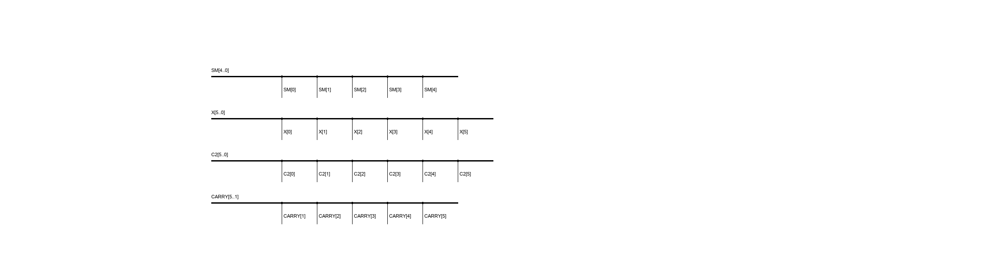 SM[4..0]
SM[0] SM[1] SM[2] SM[3] SM[4]
X[5..0]
X[0] X[1] X[2] X[3] X[4] X[5]
C2[5..0]
C2[0] C2[1] C2[2] C2[3] C2[4] C2[5]
CARRY[5..1]
CARRY[1] CARRY[2] CARRY[3] CARRY[4] CARRY[5]